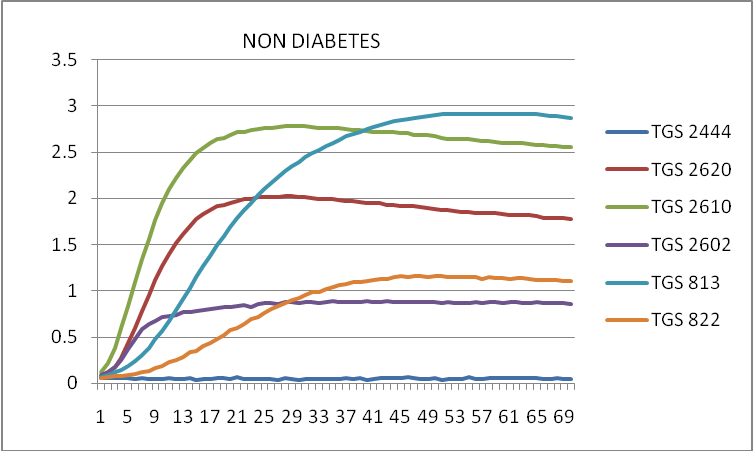 NON DIABETES
3.5
3
2.5
2
1.5
1
0.5
0
1 5 9 13 17 21 25 29 33 37 41 45 49 53 57 61 65 69
TGS 2444
TGS 2620
TGS 2610
TGS 2602
TGS 813
TGS 822